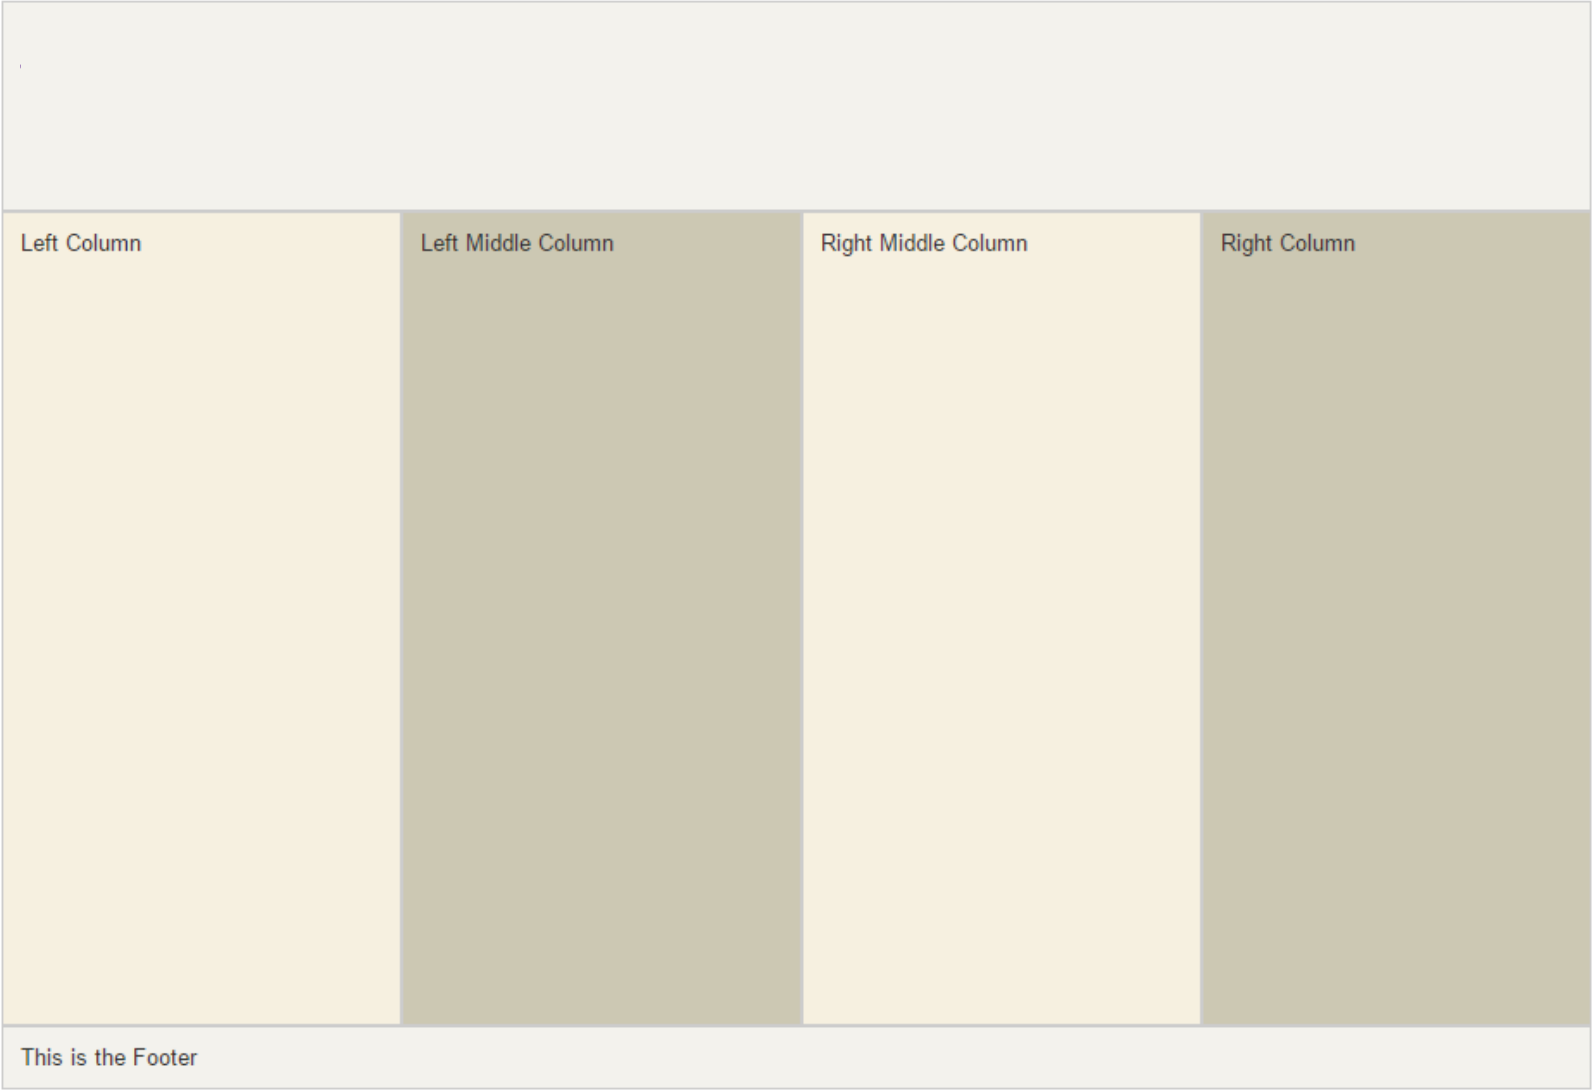 Left Column
Left Middle Column
Right Middle Column
Right Column
This is the Footer